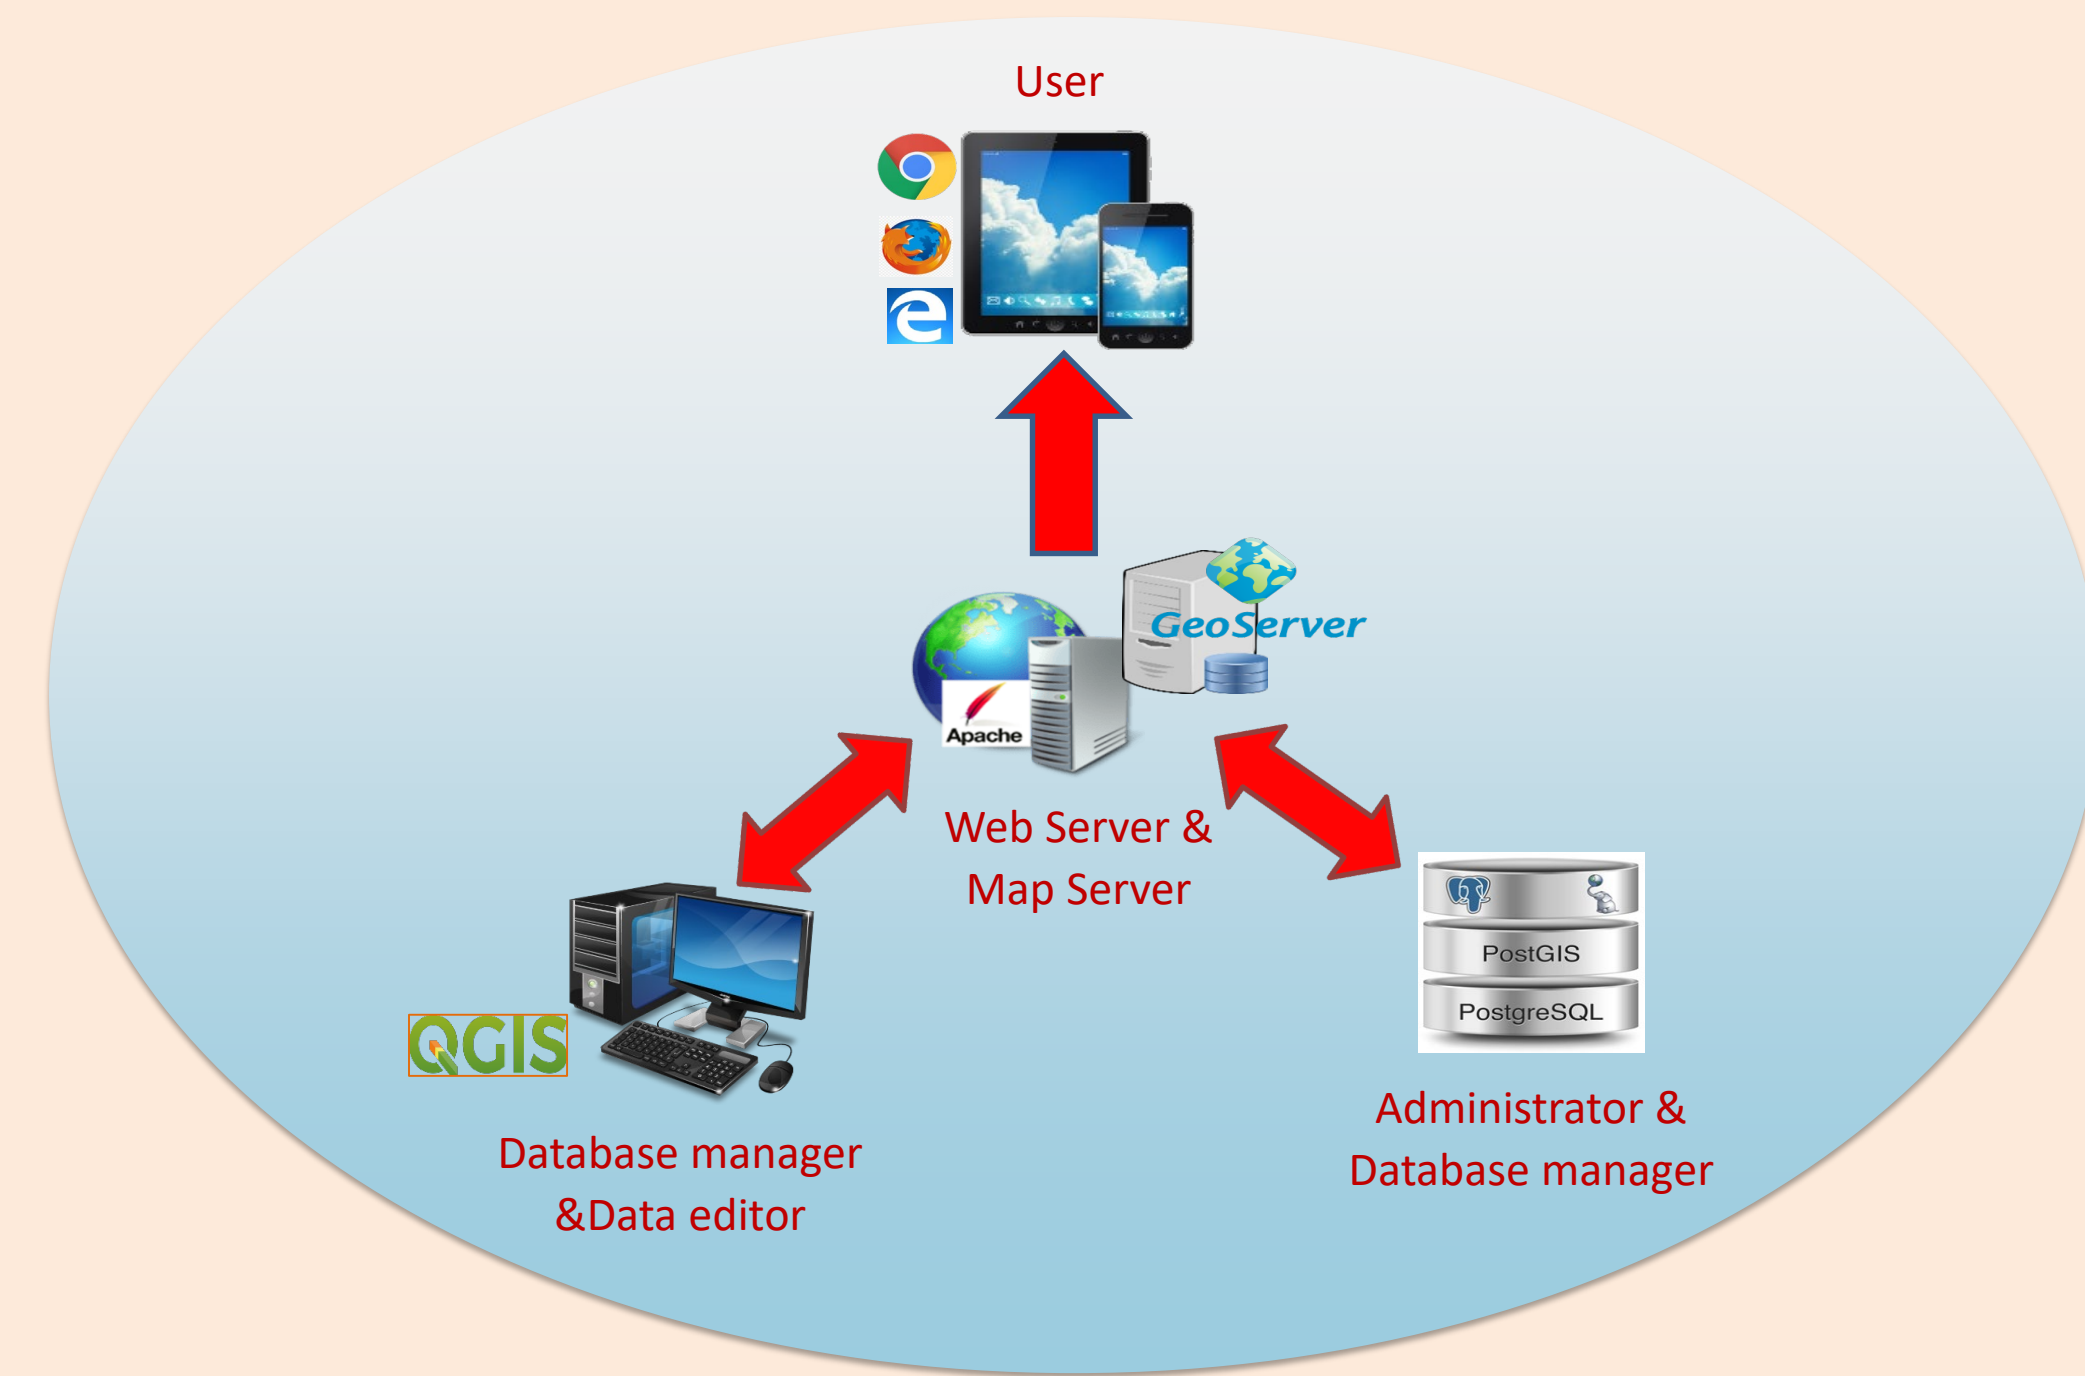 User
GeoServer
Apache
Web Server &
Map Server
PostGIS
PostgreSQL
QGIS
Administrator &
Database manager
Database manager
&Data editor